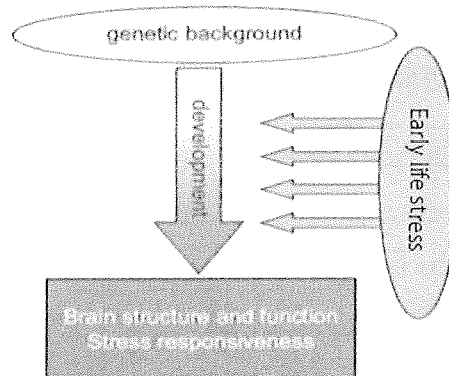 genetic background
development
Early life stress
Brain structure and function
Stress responsiveness